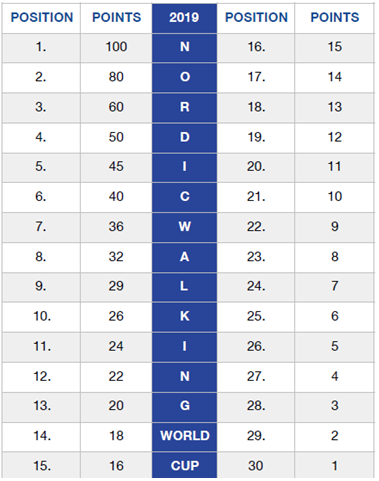 POSITION POINTS 2019 POSITION POINTS
1. 100 N 16. 15
2. 80 O 17. 14
3. 60 R 18. 13
4. 50 D 19. 12
5. 45 I 20. 11
6. 40 C 21. 10
7. 36 W 22. 9
8. 32 A 23. 8
9. 29 L 24. 7
10. 26 K 25. 6
11. 24 I 26. 5
12. 22 N 27. 4
13. 20 G 28. 3
14. 18 WORLD 29. 2
15. 16 CUP 30 1